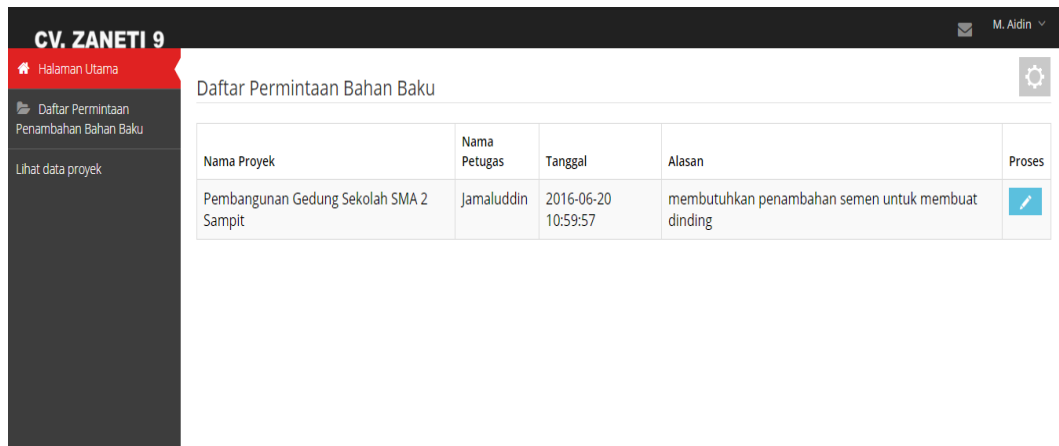 CV. ZANETI 9
M. Aidin
Halaman Utama
Daftar Permintaan
Penambahan Bahan Baku
Lihat data proyek
Daftar Permintaan Bahan Baku
Nama Proyek
Nama
Petugas
Tanggal
Alasan
Proses
Pembangunan Gedung Sekolah SMA 2
Sampit
Jamaluddin
2016-06-20
10:59:57
membutuhkan penambahan semen untuk membuat
dinding